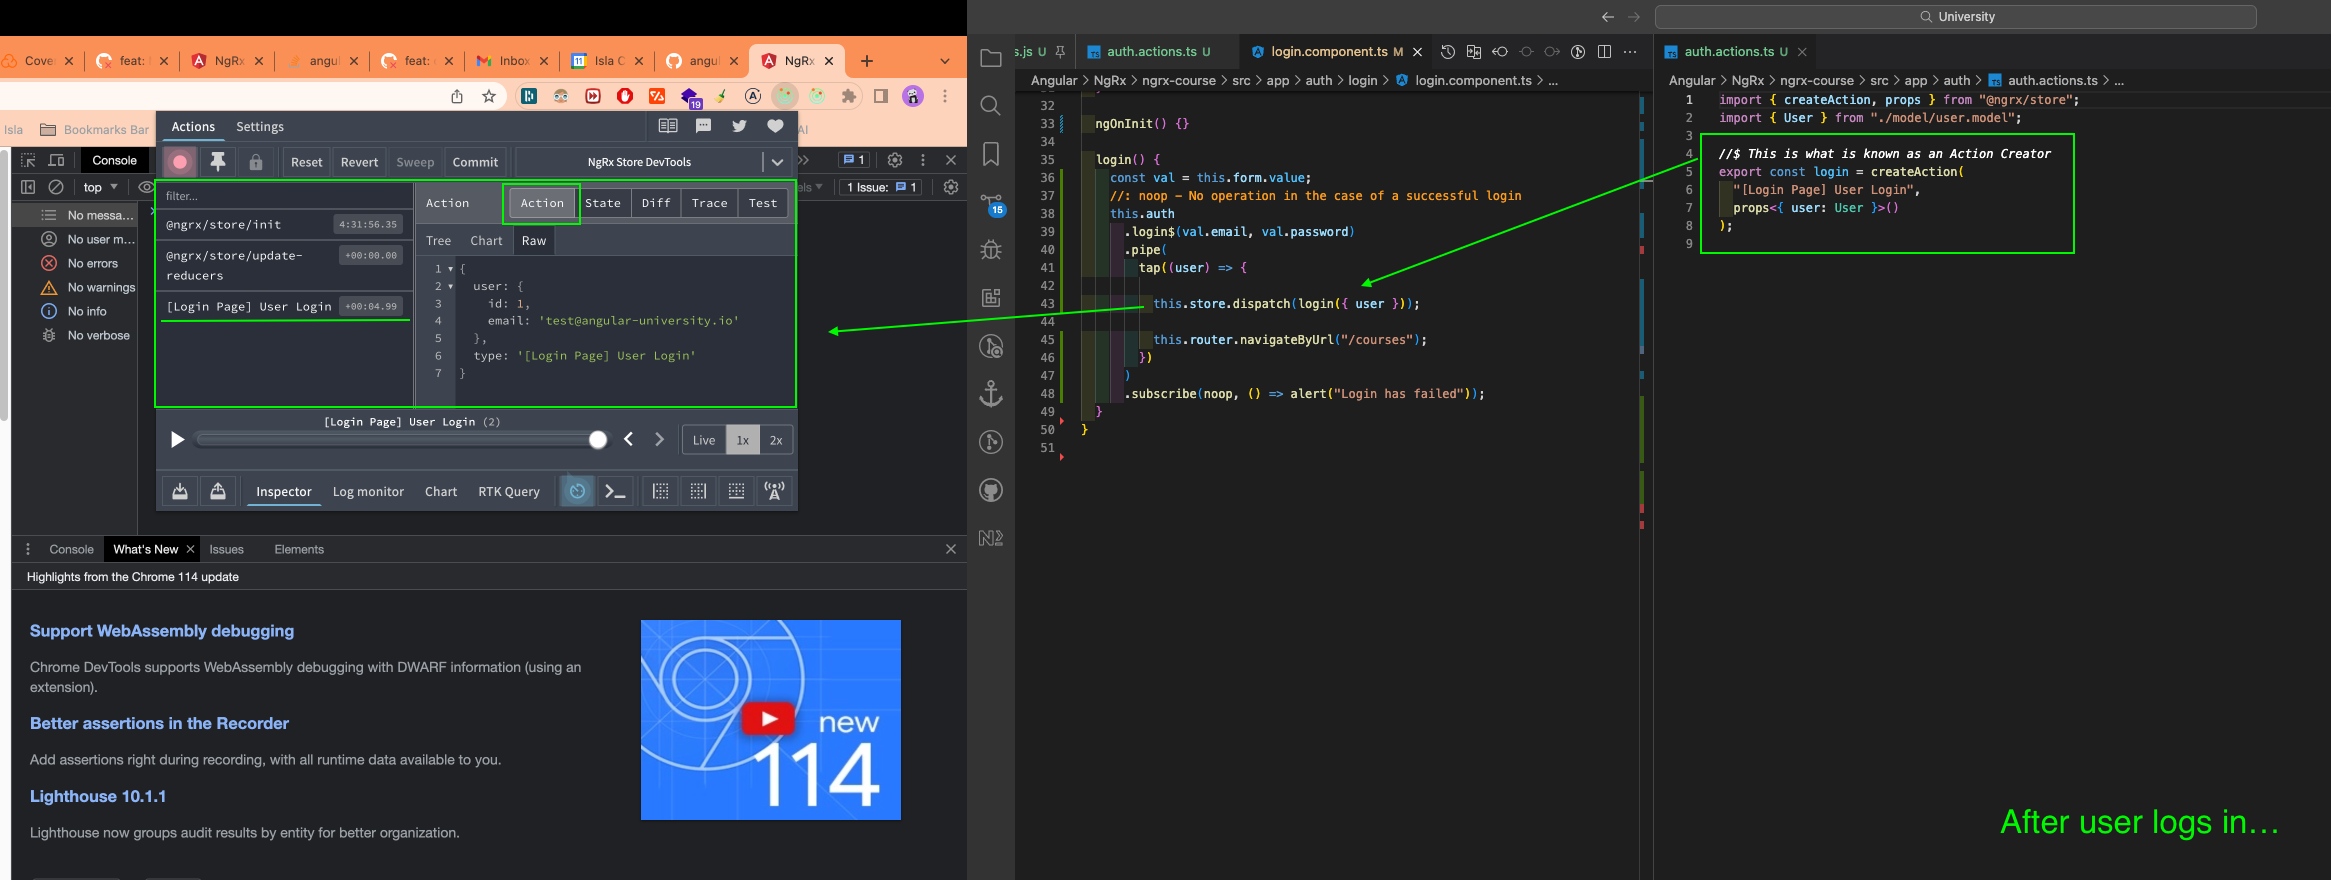 Cove
feat:
NgRx
angul
feat:
Inbox
Isla C
angul
NgRx
19
Isla
Bookmarks Bar
AI
Console
top
1
1 Issue:
1
No messa...
No user m...
No errors
No warnings
No info
No verbose
Actions
Settings
Reset
Revert
Sweep
Commit
NgRx Store DevTools
filter...
@ngrx/store/init
4:31:56.35
@ngrx/store/update-
reducers
+00:00.00
[Login Page] User Login
+00:04.99
Action
Action
State
Diff
Trace
Test
Tree
Chart
Raw
1 {
2 user: {
3 id: 1,
4 email: 'test@angular-university.io'
5 },
6 type: '[Login Page] User Login'
7 }
[Login Page] User Login (2)
Live
1x
2x
Inspector
Log monitor
Chart
RTK Query
Console
What's New
Issues
Elements
Highlights from the Chrome 114 update
Support WebAssembly debugging
Chrome DevTools supports WebAssembly debugging with DWARF information (using an
extension).
Better assertions in the Recorder
Add assertions right during recording, with all runtime data available to you.
Lighthouse 10.1.1
Lighthouse now groups audit results by entity for better organization.
new
114
University
s.js U
auth.actions.ts U
login.component.ts M
Angular > NgRx > ngrx-course > src > app > auth > login > login.component.ts > ...
15
32
33 ngOnInit() {}
34
35 login() {
36 const val = this.form.value;
37 //: noop – No operation in the case of a successful login
38 this.auth
39 .login$(val.email, val.password)
40 .pipe(
41 tap((user) => {
42
43 this.store.dispatch(login({ user }));
44
45 this.router.navigateByUrl("/courses");
46 })
47 )
48 .subscribe(noop, () => alert("Login has failed"));
49 }
50 }
51
auth.actions.ts U
Angular > NgRx > ngrx-course > src > app > auth > auth.actions.ts > ...
1 import { createAction, props } from "@ngrx/store";
2 import { User } from "./model/user.model";
3
4 //$ This is what is known as an Action Creator
5 export const login = createAction(
6 "[Login Page] User Login",
7 props<{ user: User }>()
8 );
9
After user logs in...